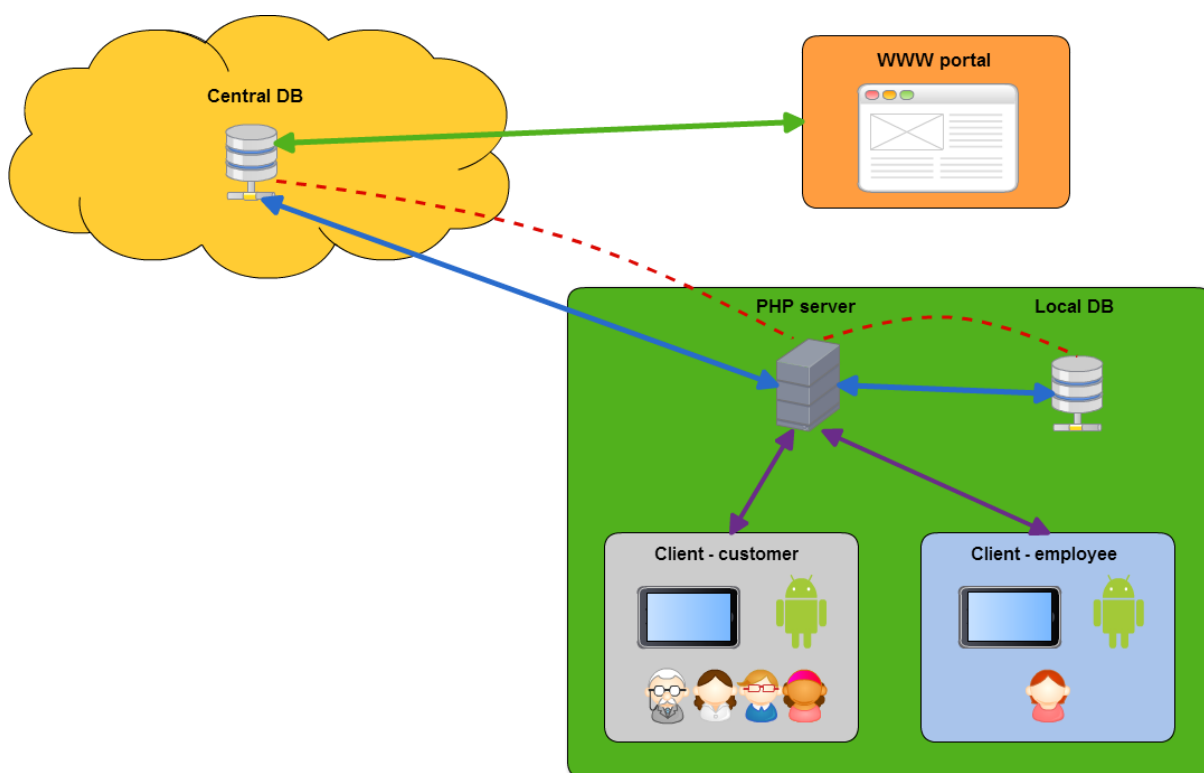 Central DB
WWW portal
PHP server
Local DB
Client - customer
Client - employee